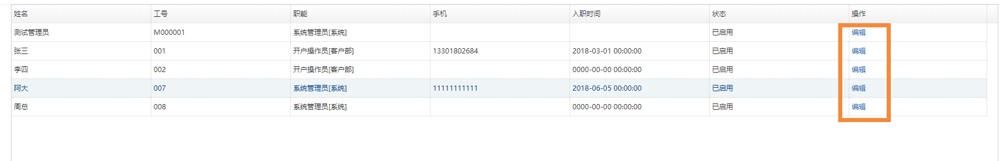 姓名 工号 职能 手机 入职时间 状态 操作
测试管理员 M000001 系统管理员[系统] 已启用 编辑
张三 001 开户操作员[客户部] 13301802684 2018-03-01 00:00:00 已启用 编辑
李四 002 开户操作员[客户部] 0000-00-00 00:00:00 已启用 编辑
阿大 007 系统管理员[系统] 11111111111 2018-06-05 00:00:00 已启用 编辑
周总 008 系统管理员[系统] 0000-00-00 00:00:00 已启用 编辑